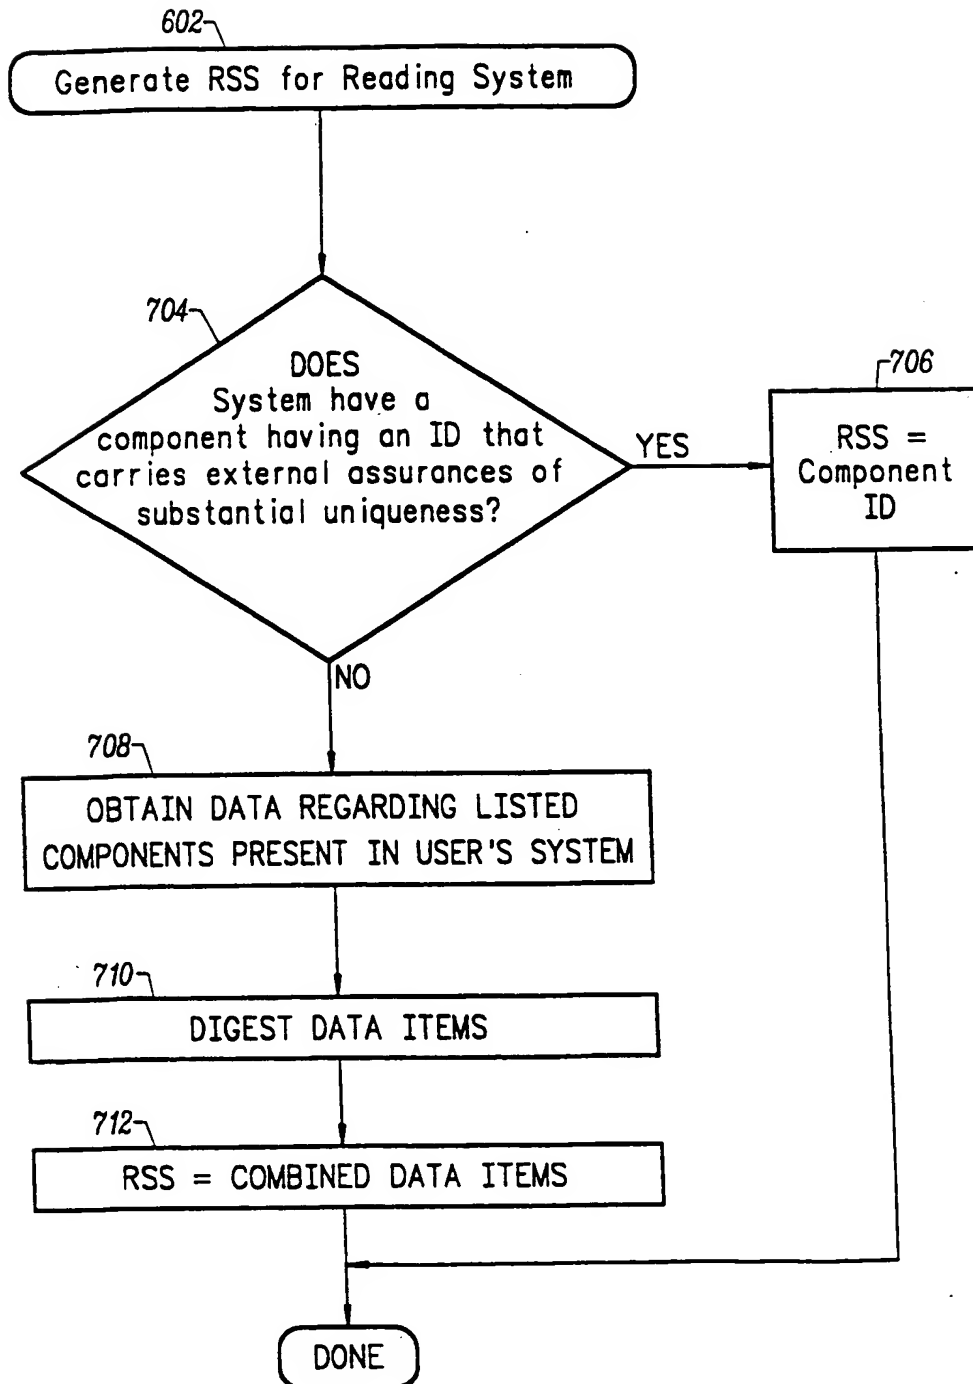 602
Generate RSS for Reading System
704
DOES
System have a
component having an ID that
carries external assurances of
substantial uniqueness?
YES
706
RSS =
Component
ID
NO
708
OBTAIN DATA REGARDING LISTED
COMPONENTS PRESENT IN USER'S SYSTEM
710
DIGEST DATA ITEMS
712
RSS = COMBINED DATA ITEMS
DONE